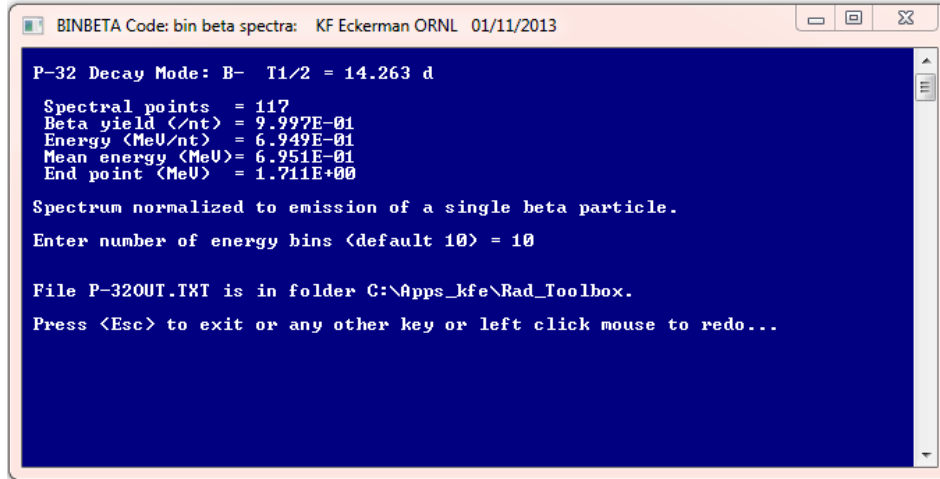 BINBETA Code: bin beta spectra: KF Eckerman ORNL 01/11/2013
P-32 Decay Mode: B- T1/2 = 14.263 d
Spectral points = 117
Beta yield (/nt) = 9.997E-01
Energy (MeV/nt) = 6.949E-01
Mean energy (MeV)= 6.951E-01
End point (MeV) = 1.711E+00
Spectrum normalized to emission of a single beta particle.
Enter number of energy bins (default 10) = 10
File P-32OUT.TXT is in folder C:\Apps_kfe\Rad_Toolbox.
Press <Esc> to exit or any other key or left click mouse to redo...